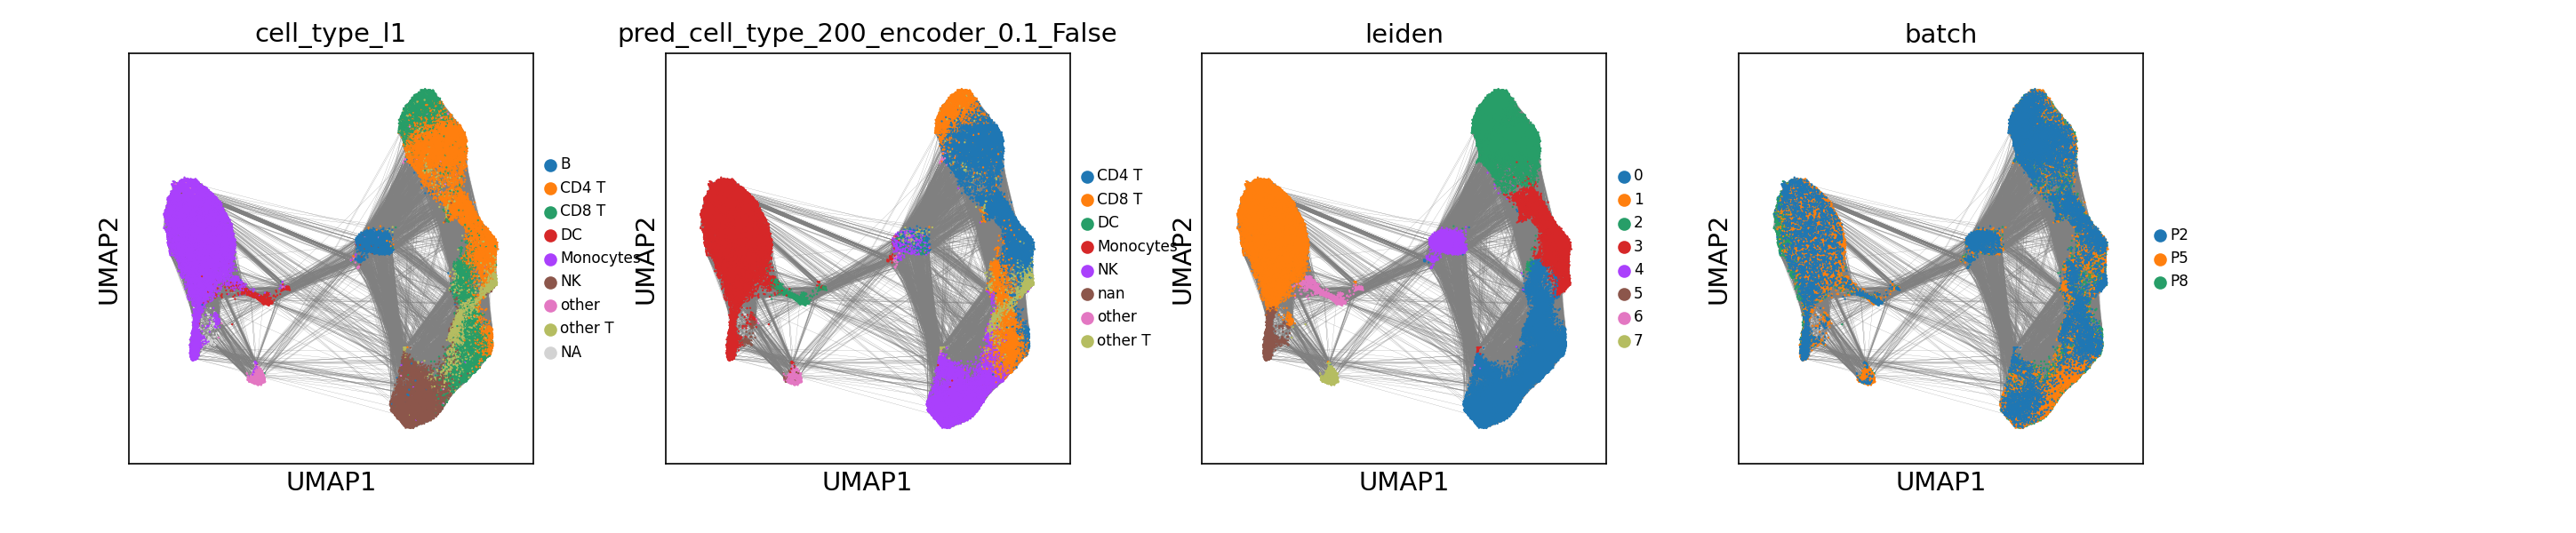 cell_type_l1
UMAP2
UMAP1
B
CD4 T
CD8 T
DC
Monocytes
NK
other
other T
NA
pred_cell_type_200_encoder_0.1_False
UMAP2
UMAP1
CD4 T
CD8 T
DC
Monocytes
NK
nan
other
other T
leiden
UMAP2
UMAP1
0
1
2
3
4
5
6
7
batch
UMAP2
UMAP1
P2
P5
P8